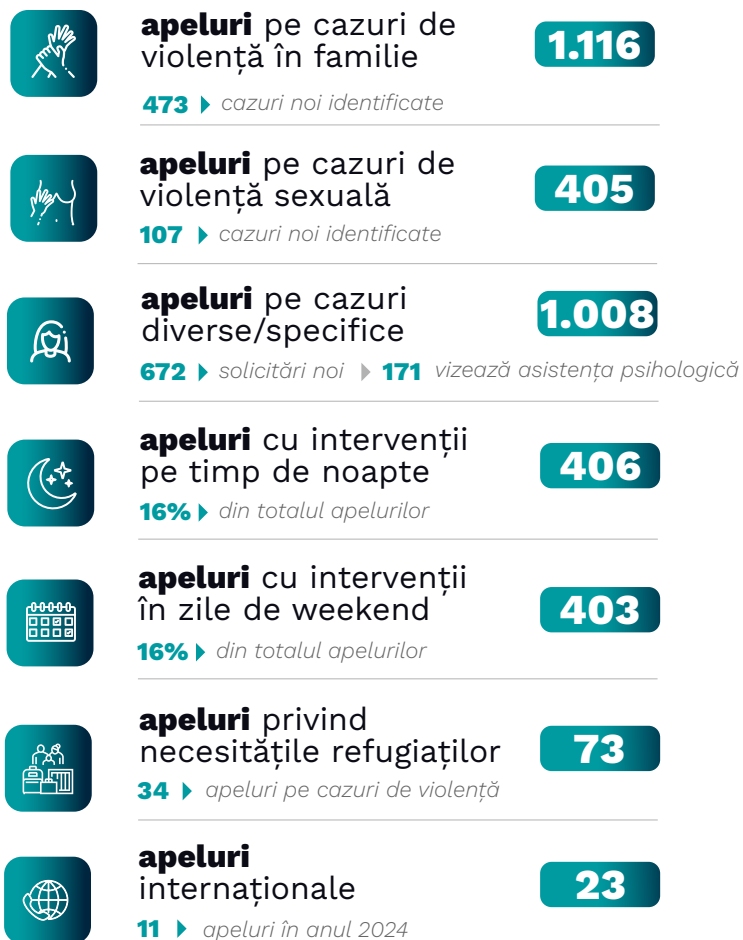 apeluri pe cazuri de
violență în familie
1.116
473 cazuri noi identificate
apeluri pe cazuri de
violență sexuală
405
107 cazuri noi identificate
apeluri pe cazuri
diverse/specifice
1.008
672 solicitări noi 171 vizează asistența psihologică
apeluri cu intervenții
pe timp de noapte
406
16% din totalul apelurilor
apeluri cu intervenții
în zile de weekend
403
16% din totalul apelurilor
apeluri privind
necesitățile refugiaților
73
34 apeluri pe cazuri de violență
apeluri
internaționale
23
11 apeluri în anul 2024